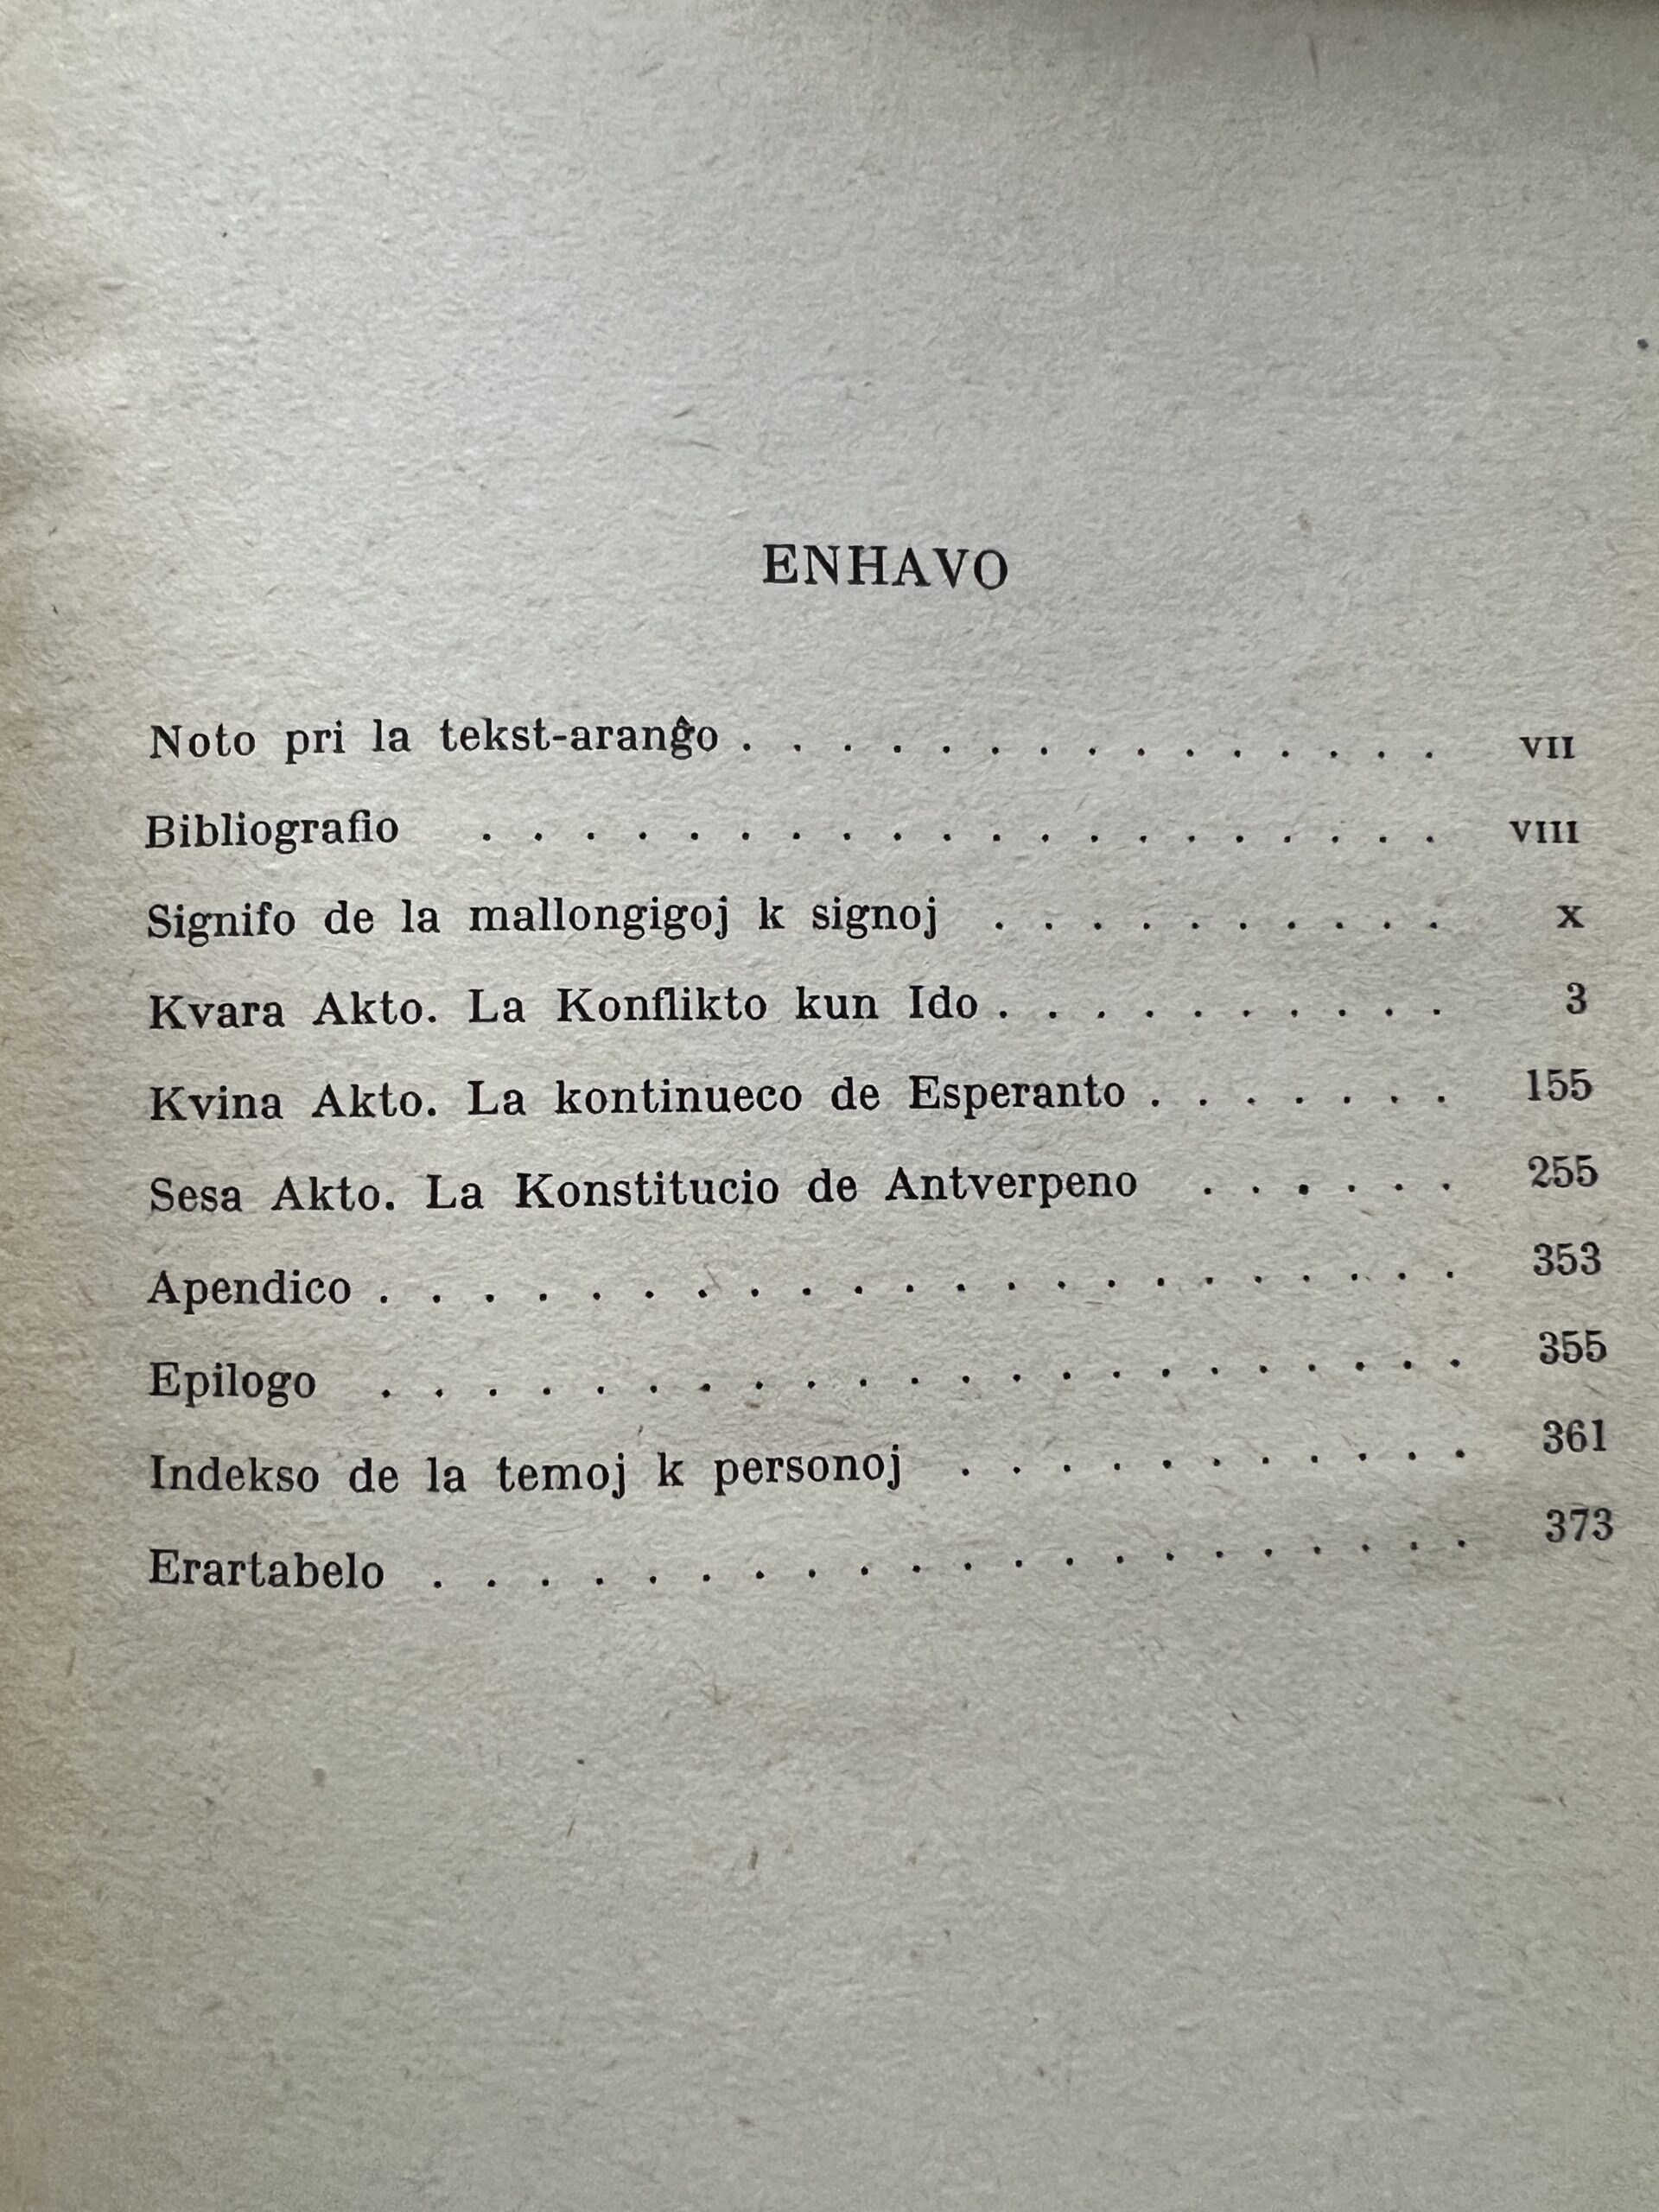 ENHAVO
Noto pri la tekst-aranĝo . . . . . . . . . . . . . . . VII
Bibliografio . . . . . . . . . . . . . . . . . . . VIII
Signifo de la mallongigoj k signoj . . . . . . . . . . X
Kvara Akto. La Konflikto kun Ido . . . . . . . . . . 3
Kvina Akto. La kontinueco de Esperanto . . . . . . . 155
Sesa Akto. La Konstitucio de Antverpeno . . . . . . 255
Apendico . . . . . . . . . . . . . . . . . . . . . 353
Epilogo . . . . . . . . . . . . . . . . . . . . . 355
Indekso de la temoj k personoj . . . . . . . . . . . 361
Erartabelo . . . . . . . . . . . . . . . . . . . . 373